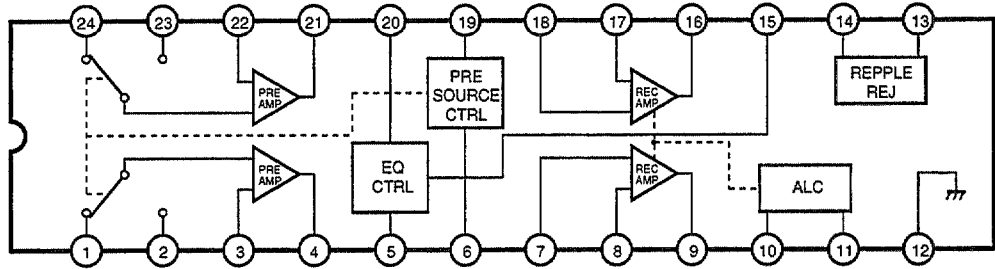 24 23 22 21 20 19 18 17 16 15 14 13
PRE
AMP
PRE
SOURCE
CTRL
REC
AMP
REPPLE
REJ
PRE
AMP
EQ
CTRL
REC
AMP
ALC
1 2 3 4 5 6 7 8 9 10 11 12